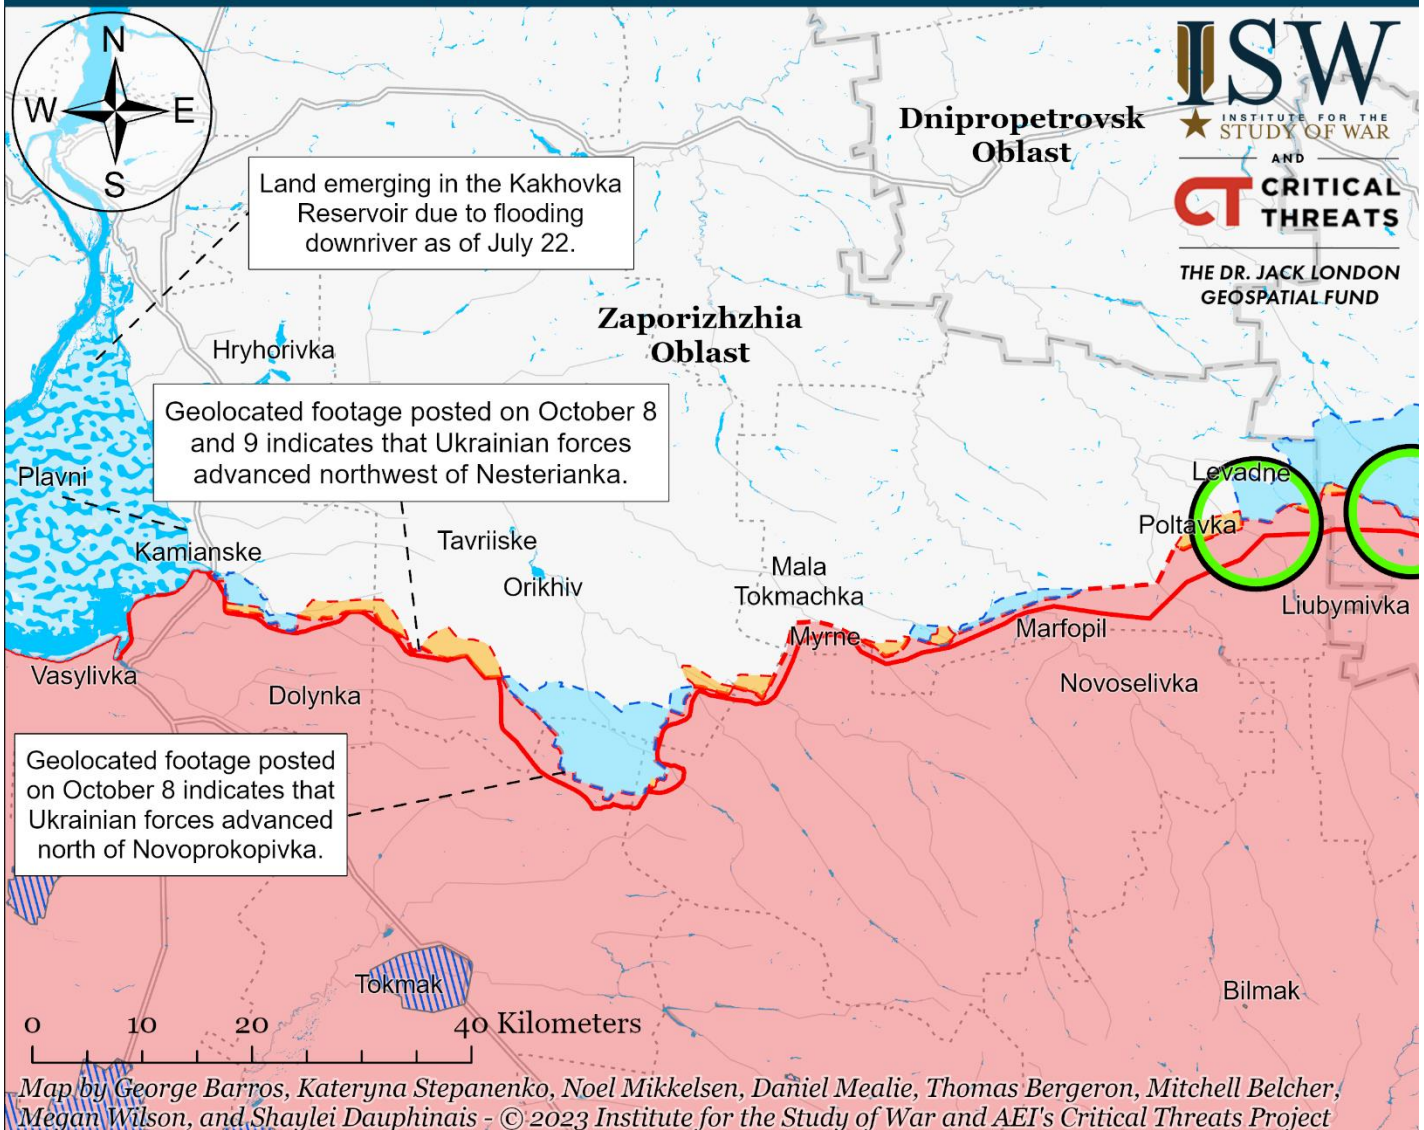 N
W
E
S
ISW
INSTITUTE FOR THE
STUDY OF WAR
AND
CT CRITICAL
THREATS
THE DR. JACK LONDON
GEOSPATIAL FUND
Dnipropetrovsk
Oblast
Land emerging in the Kakhovka
Reservoir due to flooding
downriver as of July 22.
Zaporizhzhia
Oblast
Hryhorivka
Geolocated footage posted on October 8
and 9 indicates that Ukrainian forces
advanced northwest of Nesterianka.
Plavni
Levadne
Poltavka
Kamianske
Tavriiske
Orikhiv
Mala
Tokmachka
Liubymivka
Myrne
Marfopil
Vasylivka
Dolynka
Novoselivka
Geolocated footage posted
on October 8 indicates that
Ukrainian forces advanced
north of Novoprokopivka.
Tokmak
Bilmak
0 10 20 40 Kilometers
Map by George Barros, Kateryna Stepanenko, Noel Mikkelsen, Daniel Mealie, Thomas Bergeron, Mitchell Belcher,
Megan Wilson, and Shaylei Dauphinais - © 2023 Institute for the Study of War and AEI's Critical Threats Project